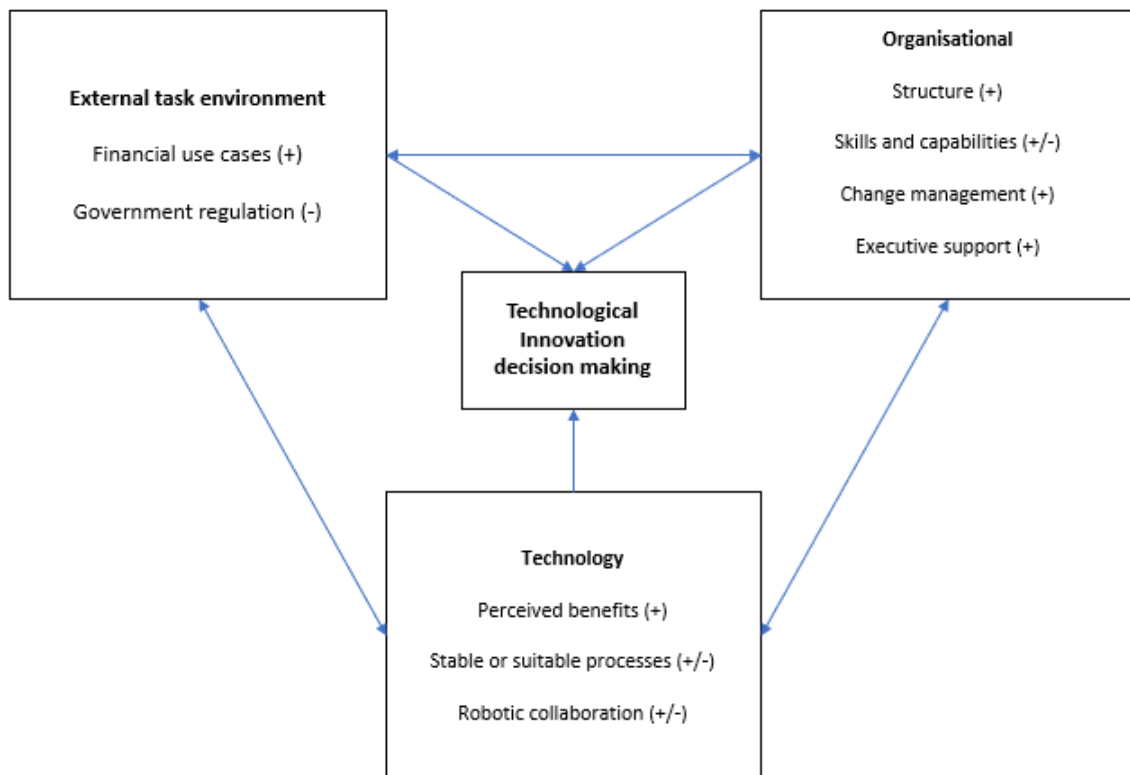 External task environment
Financial use cases (+)
Government regulation (-)
Organisational
Structure (+)
Skills and capabilities (+/-)
Change management (+)
Executive support (+)
Technological
Innovation
decision making
Technology
Perceived benefits (+)
Stable or suitable processes (+/-)
Robotic collaboration (+/-)